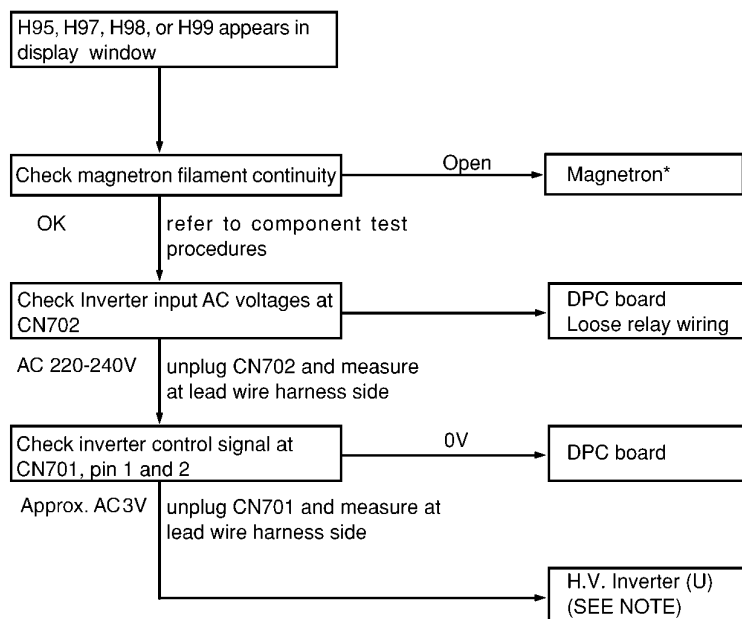 H95, H97, H98, or H99 appears in
display window
Check magnetron filament continuity
Open
Magnetron*
OK
refer to component test
procedures
Check Inverter input AC voltages at
CN702
DPC board
Loose relay wiring
AC 220-240V
unplug CN702 and measure
at lead wire harness side
Check inverter control signal at
CN701, pin 1 and 2
0V
DPC board
Approx. AC3V
unplug CN701 and measure at
lead wire harness side
H.V. Inverter (U)
(SEE NOTE)